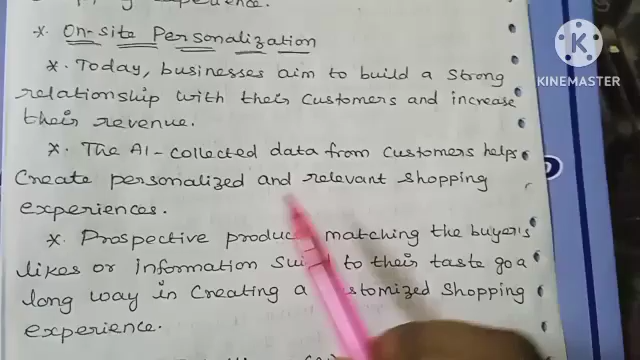 experience.
* On-site Personalization
* Today, businesses aim to build a strong
relationship with their customers and increase
their revenue.
* The AI-collected data from customers helps
Create personalized and relevant shopping
experiences.
* Prospective matching the buyer's
likes or information to their taste go a
long way in creating a shopping
experience.
KINEMASTER